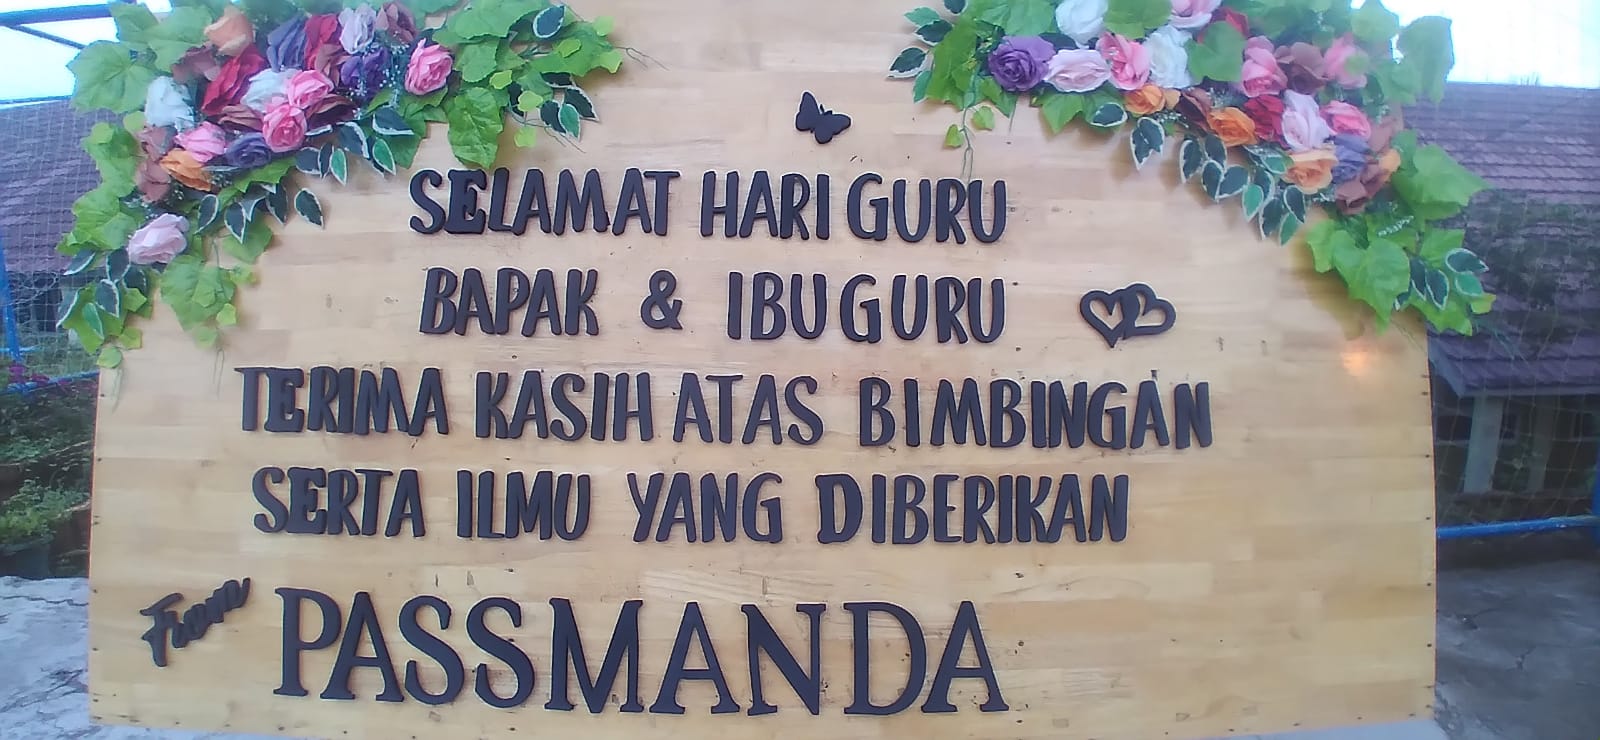 SELAMAT HARI GURU
BAPAK & IBU GURU
TERIMA KASIH ATAS BIMBINGAN
SERTA ILMU YANG DIBERIKAN
From
PASSMANDA